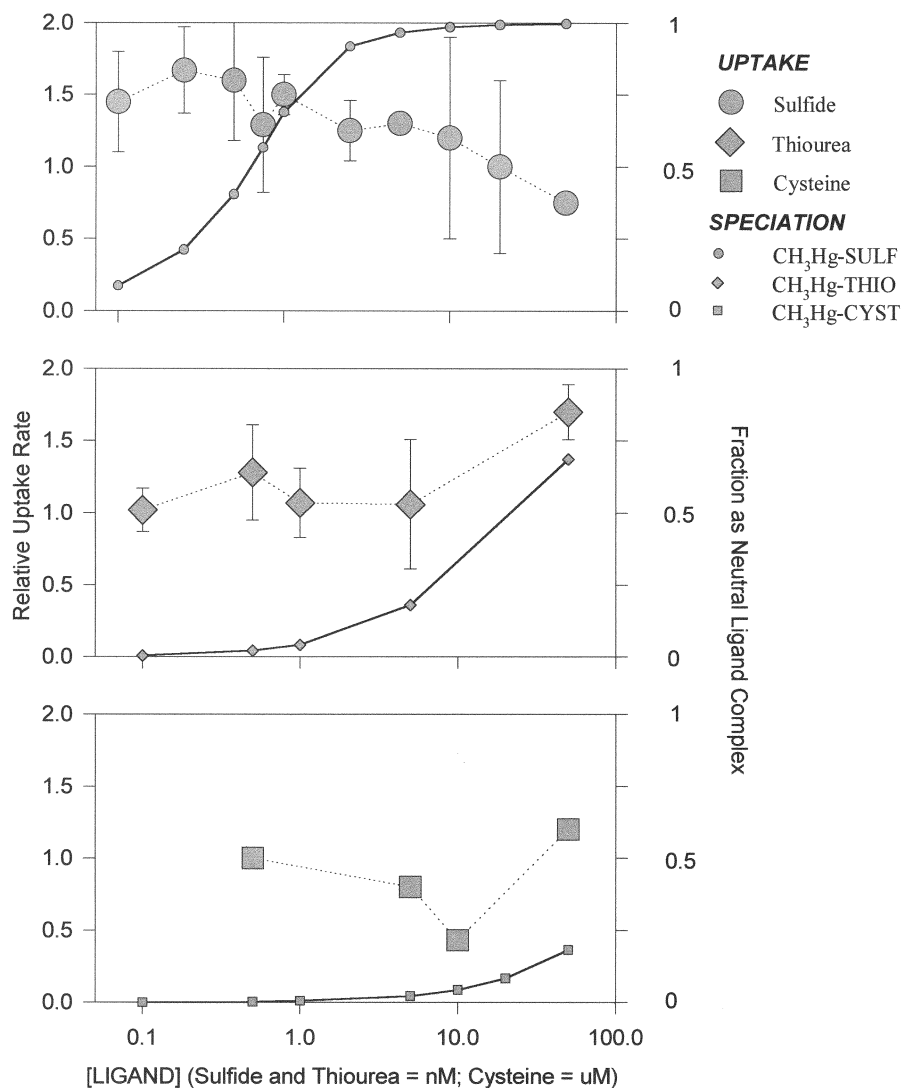 2.0
1.5
1.0
0.5
0.0
1
0.5
0
UPTAKE
Sulfide
Thiourea
Cysteine
SPECIATION
CH3Hg-SULF
CH3Hg-THIO
CH3Hg-CYST
Relative Uptake Rate
2.0
1.5
1.0
0.5
0.0
1
0.5
0
Fraction as Neutral Ligand Complex
2.0
1.5
1.0
0.5
0.0
1
0.5
0
0.1 1.0 10.0 100.0
[LIGAND] (Sulfide and Thiourea = nM; Cysteine = uM)